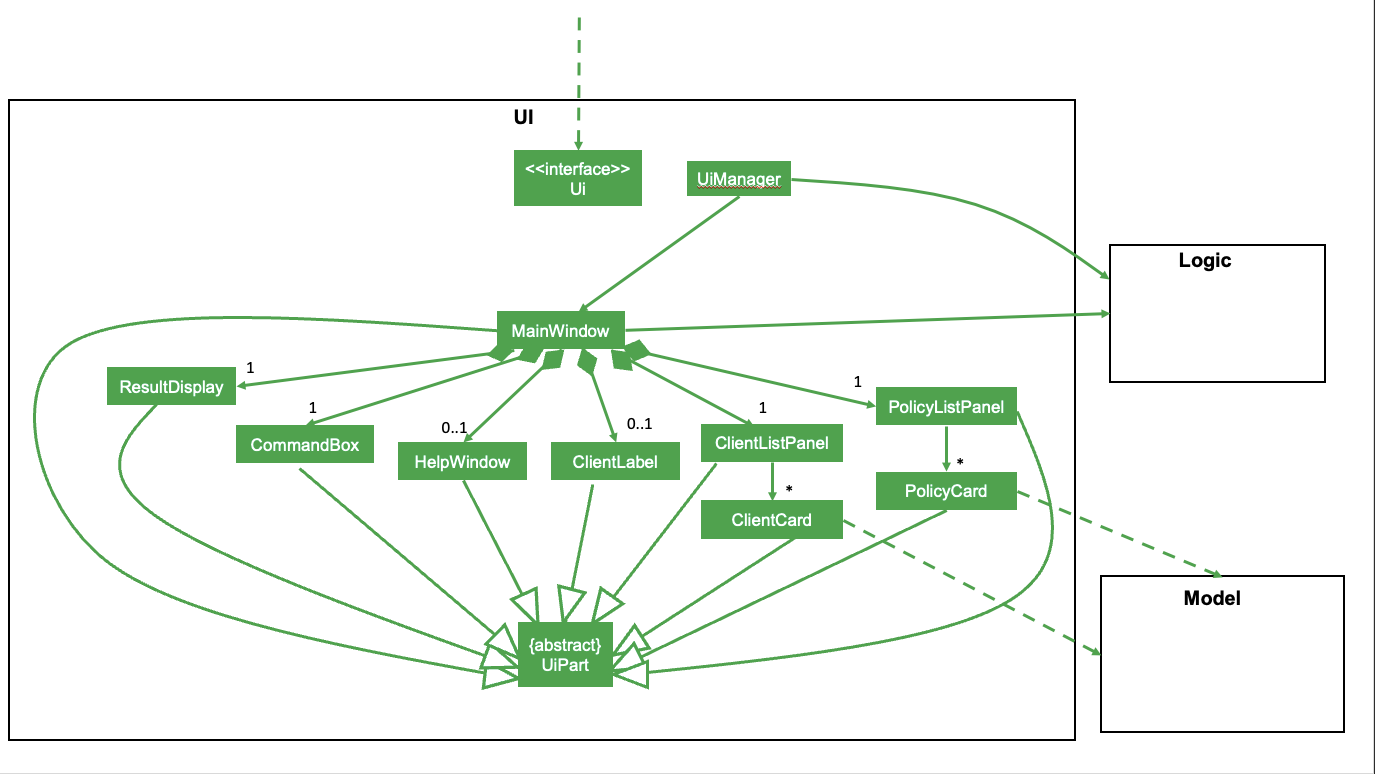 UI
<<interface>>
Ui
UiManager
Logic
MainWindow
1
ResultDisplay
1
PolicyListPanel
1
CommandBox
0..1
HelpWindow
0..1
ClientLabel
1
ClientListPanel
*
PolicyCard
*
ClientCard
Model
{abstract}
UiPart